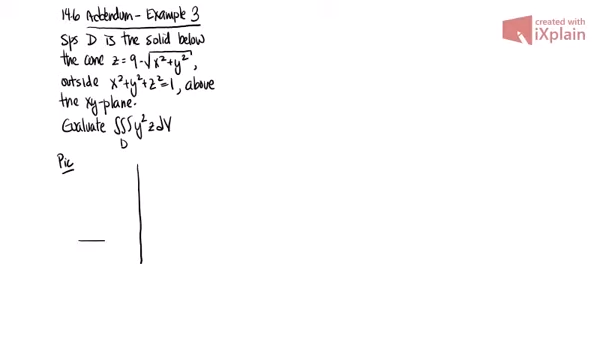 14.6 Addendum - Example 3
Sps D is the solid below
the cone z = 9 - √x²+y²,
outside x²+y²+z²=1, above
the xy-plane.
Evaluate ∭ y² z dV
D
Pic
created with
iXplain